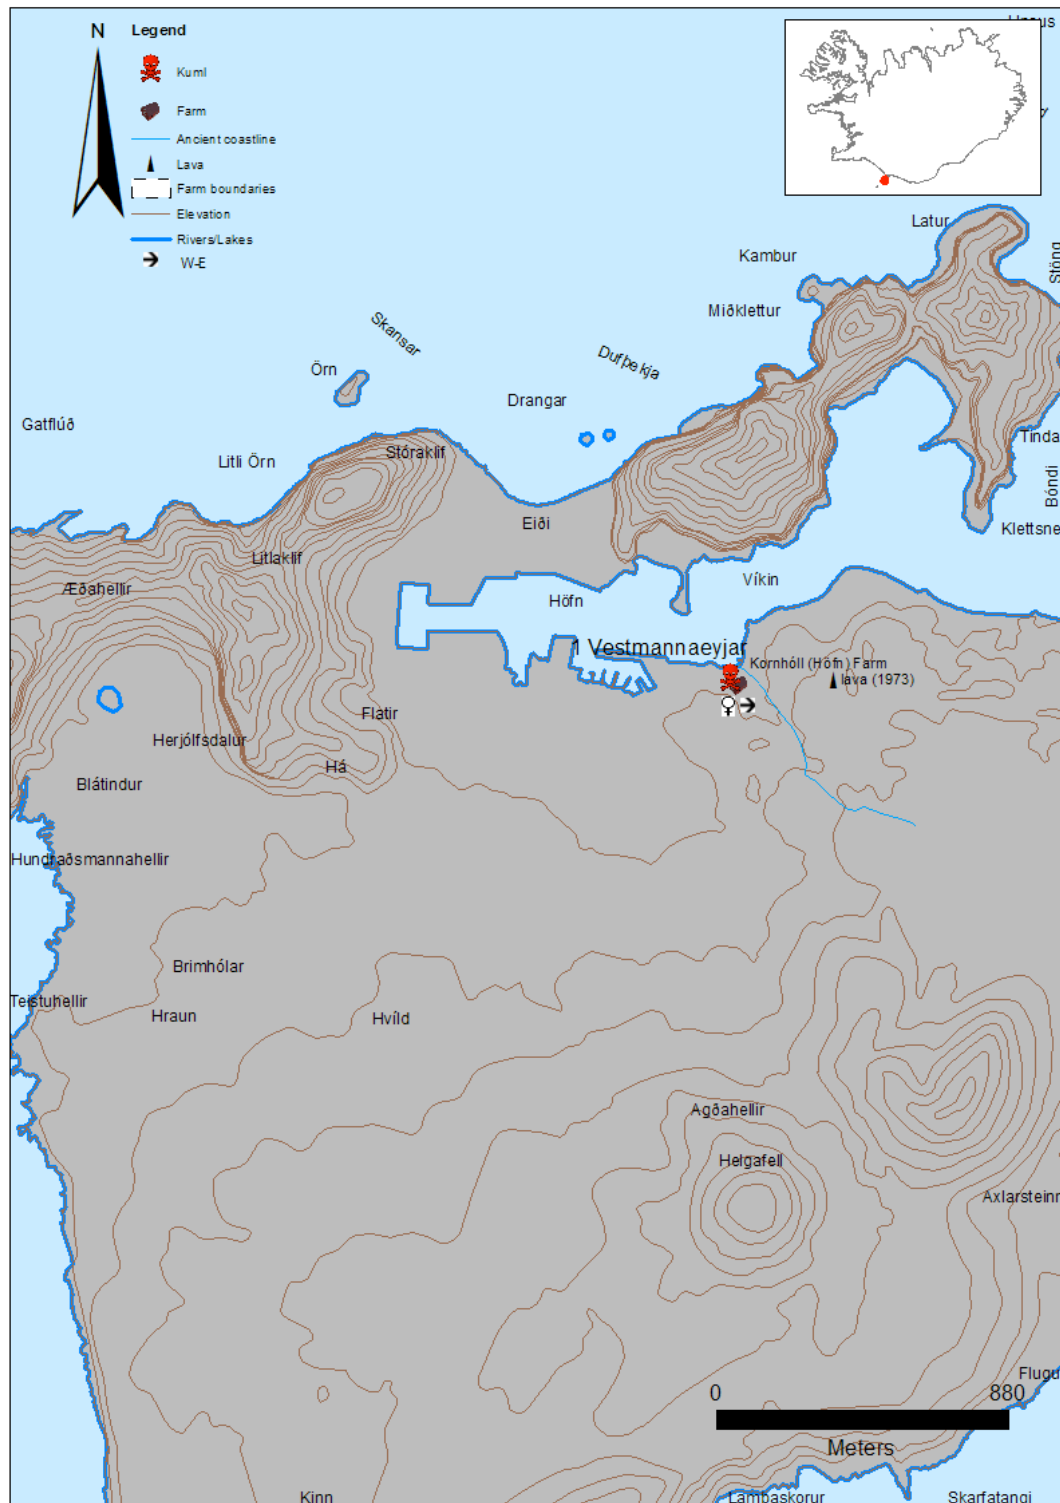 N
Legend
Kuml
Farm
Ancient coastline
Lava
Farm boundaries
Elevation
Rivers/Lakes
W-E
Latur
Stöng
Kambur
Miðklettur
Skansar
Dufþekja
Örn
Drangar
Gatflúð
Stóraklif
Litli Örn
Tinda
Bóndi
Eiði
Klettsne
Litlaklif
Víkin
Æðahellir
Höfn
1 Vestmannaeyjar
Kornhóll (Höfn) Farm
lava (1973)
Flatir
Herjólfsdalur
Há
Blátindur
Hundraðsmannahellir
Brimhólar
Teistuhellir
Hraun
Hvíld
Agðahellir
Helgafell
Axlarsteinn
Flugu
0 880
Meters
Kinn
Lambaskorur
Skarfatangi